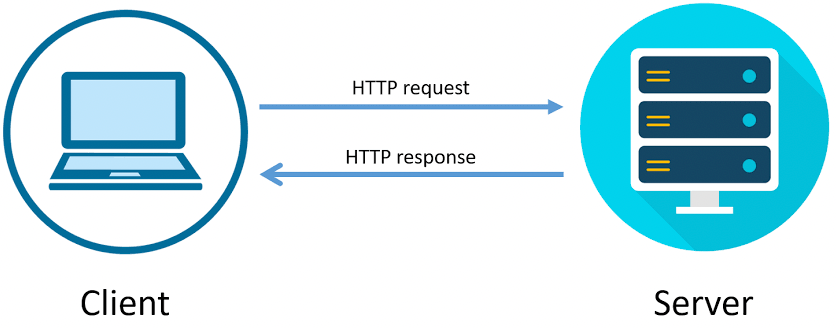 HTTP request
HTTP response
Client
Server